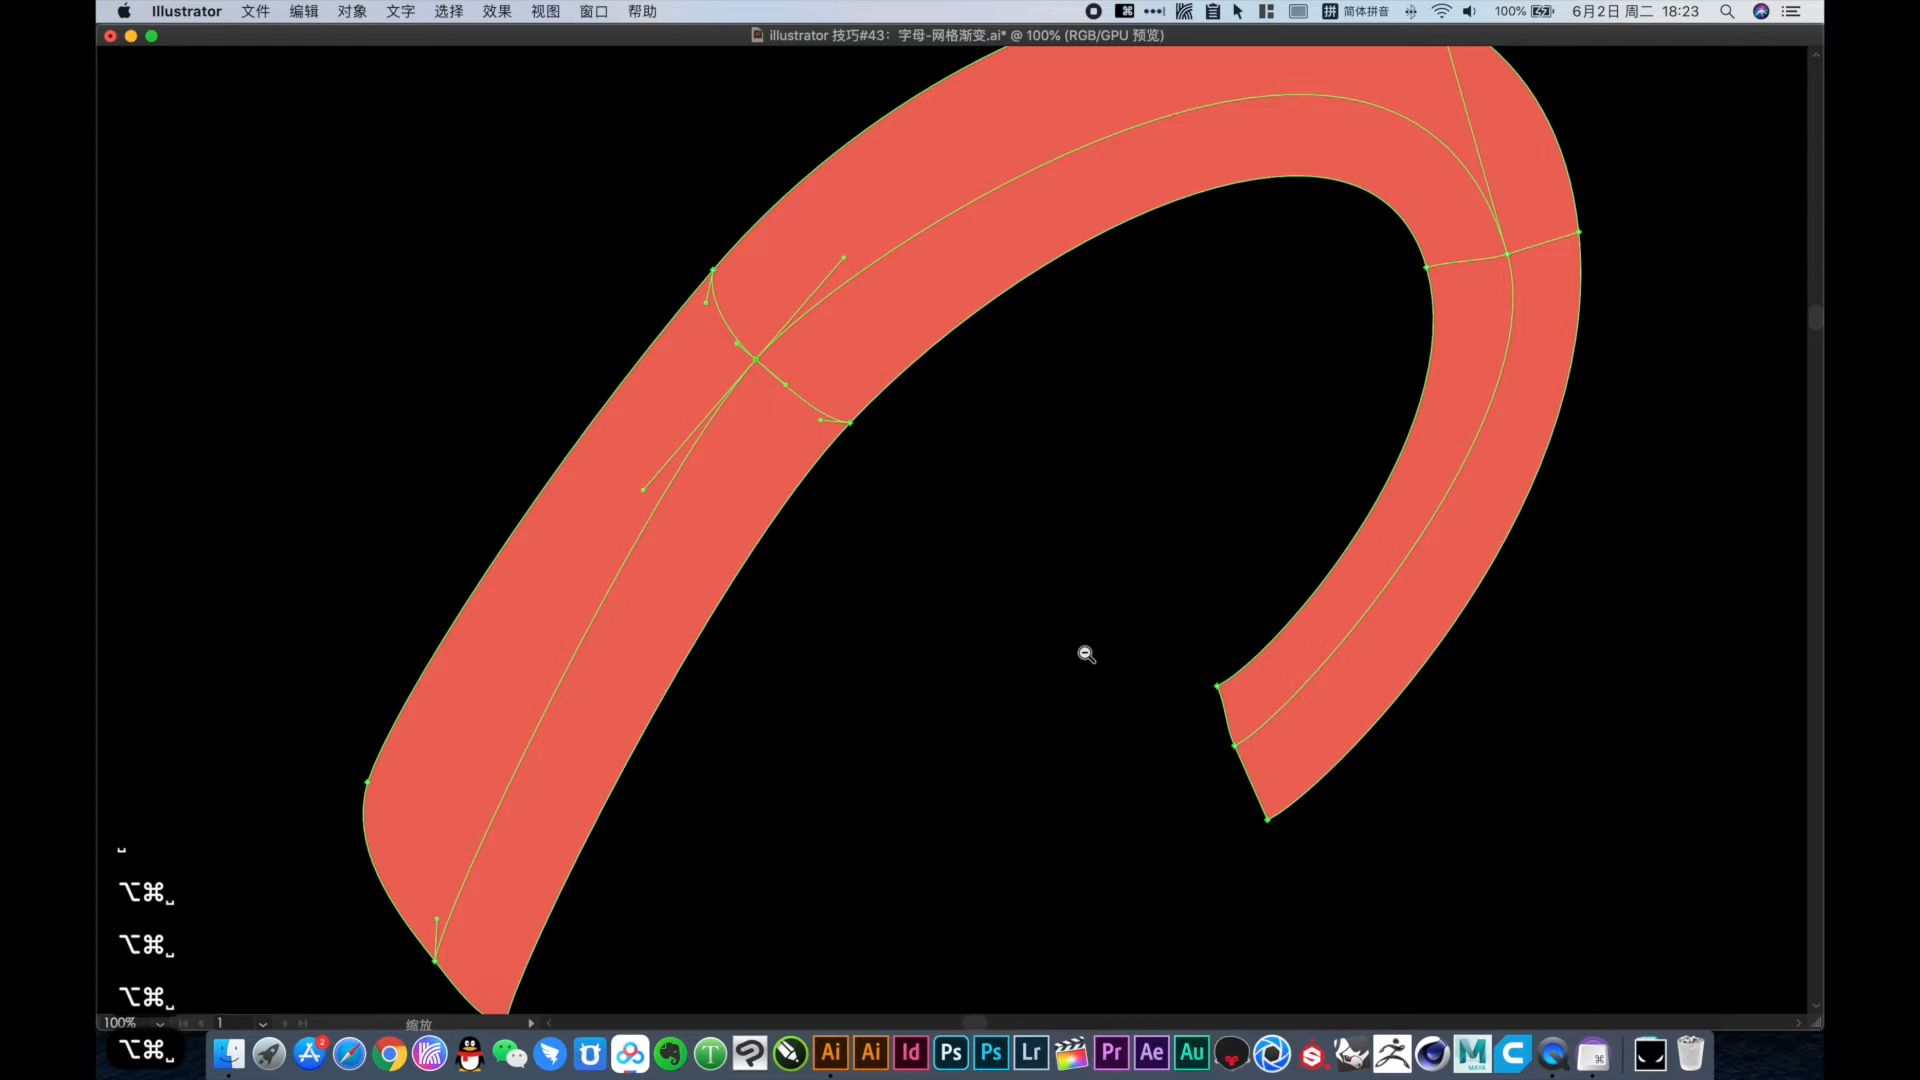 Illustrator 文件 编辑 对象 文字 选择 效果 视图 窗口 帮助 拼 简体拼音 100% 6月2日 周二 18:23
illustrator 技巧#43：字母-网格渐变.ai* @ 100% (RGB/GPU 预览)
⌥⌘⎵
⌥⌘⎵
⌥⌘⎵
100% 1 缩放
⌥⌘⎵ 2 T Ai Ai Id Ps Ps Lr Pr Ae Au S M MAYA C ⌘